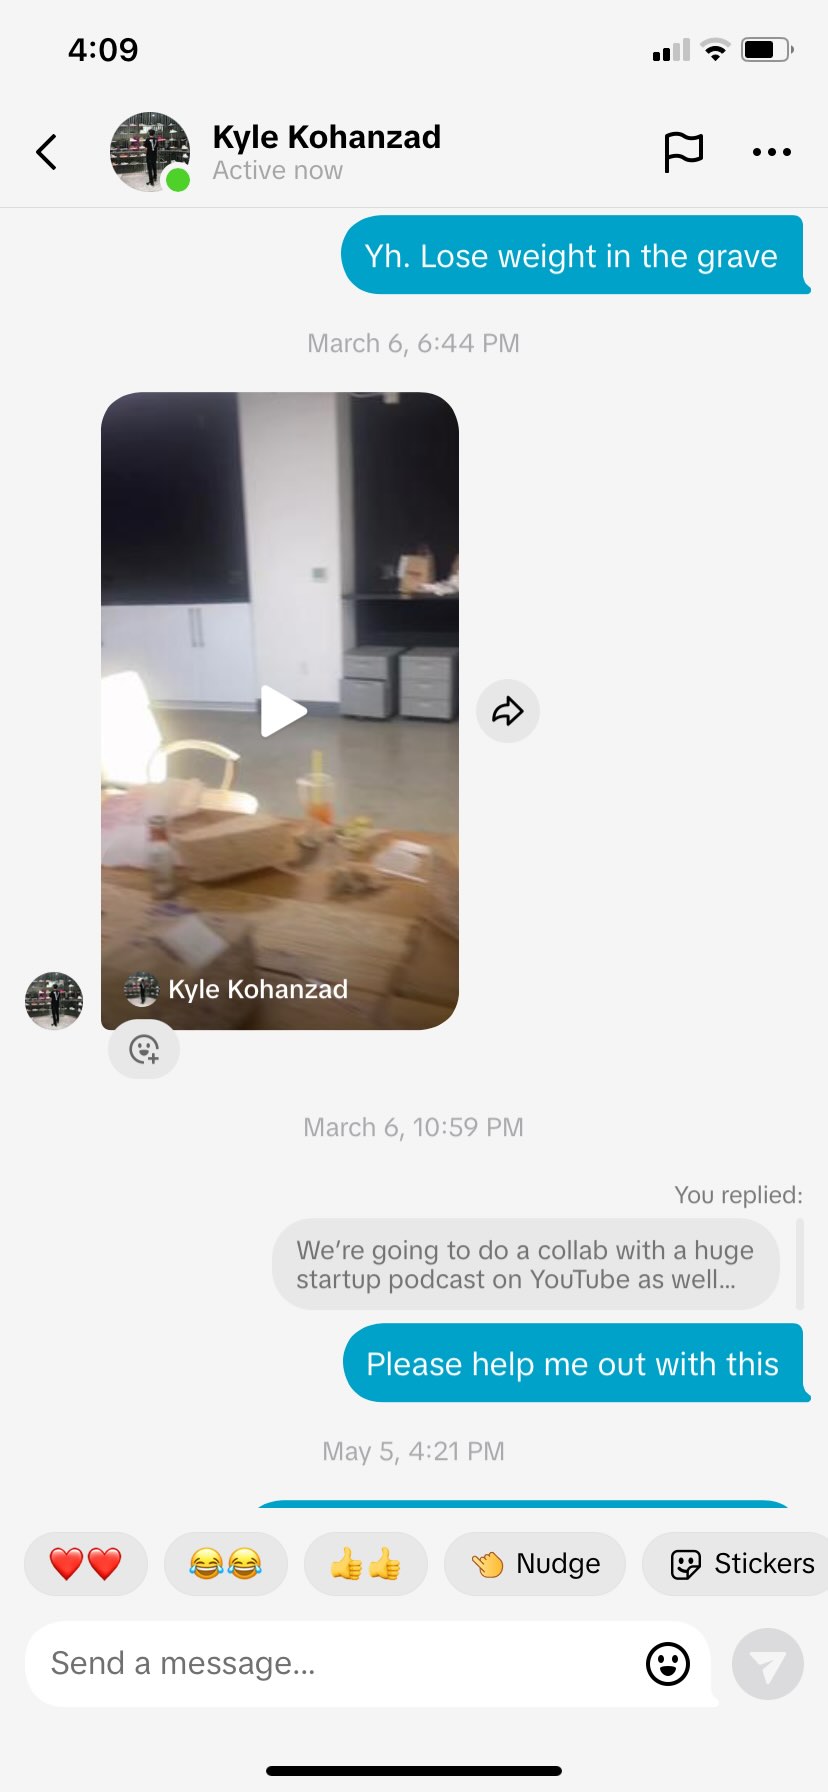 4:09
Kyle Kohanzad
Active now
Yh. Lose weight in the grave
March 6, 6:44 PM
Kyle Kohanzad
March 6, 10:59 PM
You replied:
We’re going to do a collab with a huge
startup podcast on YouTube as well...
Please help me out with this
May 5, 4:21 PM
Nudge
Stickers
Send a message...